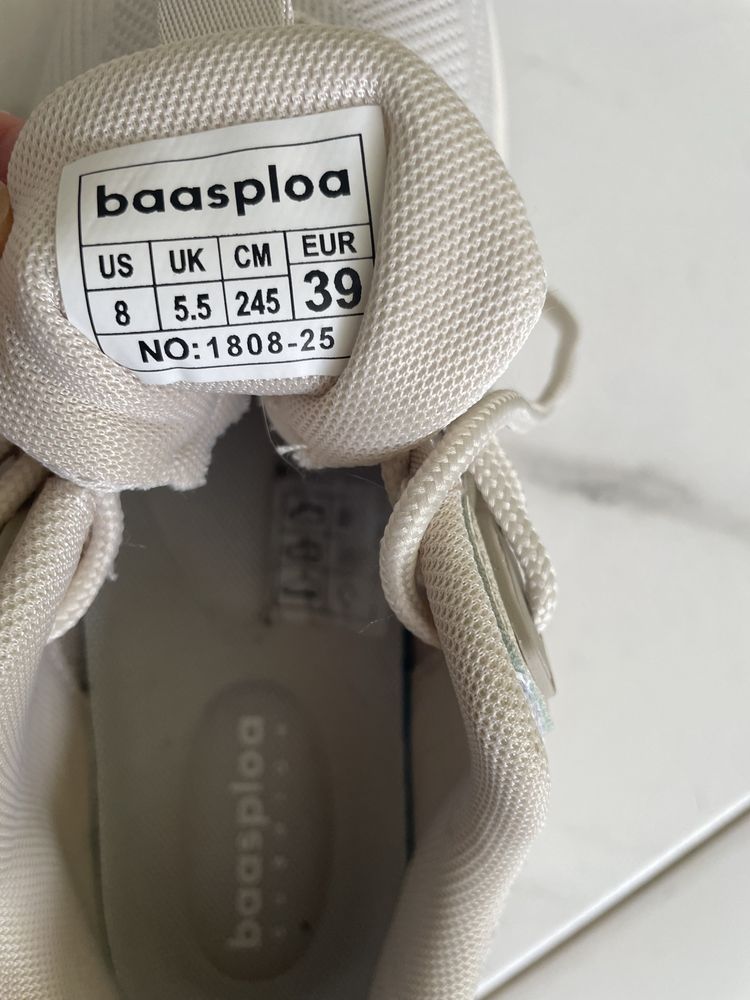 baasploa
US UK CM EUR
8 5.5 245 39
NO:1808-25
baasploa